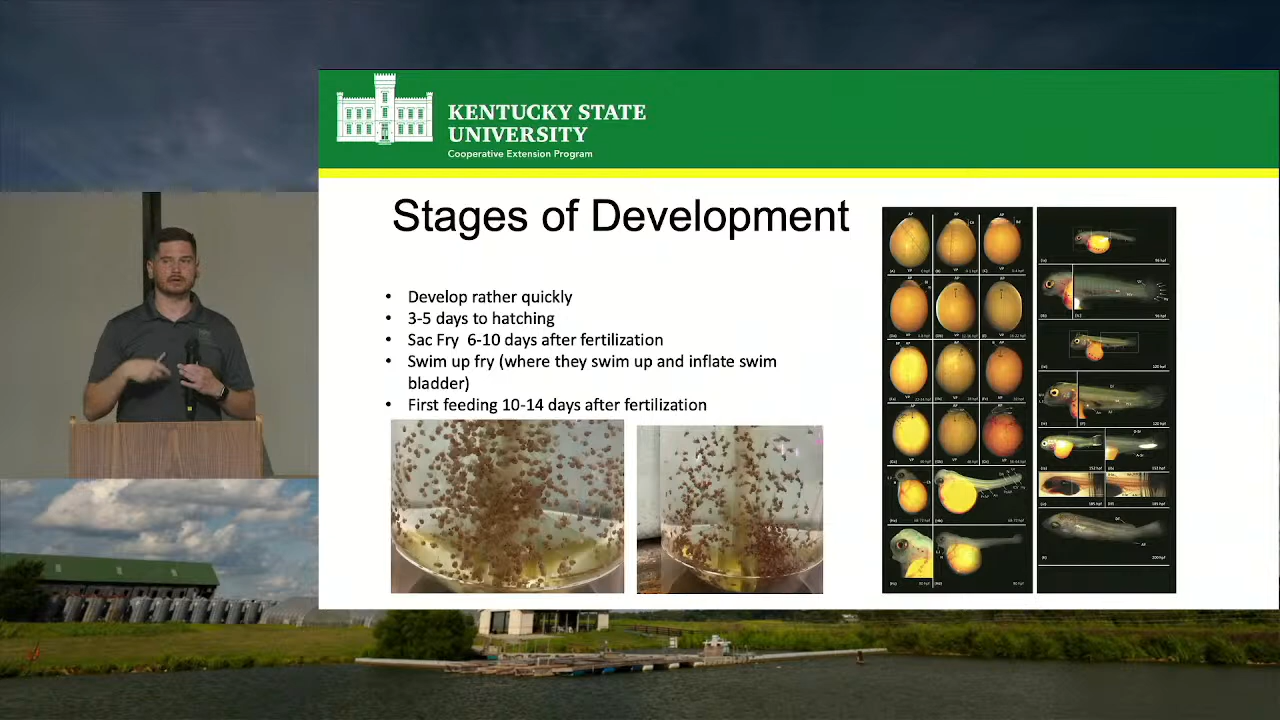 KENTUCKY STATE
UNIVERSITY
Cooperative Extension Program
Stages of Development
• Develop rather quickly
• 3-5 days to hatching
• Sac Fry 6-10 days after fertilization
• Swim up fry (where they swim up and inflate swim
bladder)
• First feeding 10-14 days after fertilization